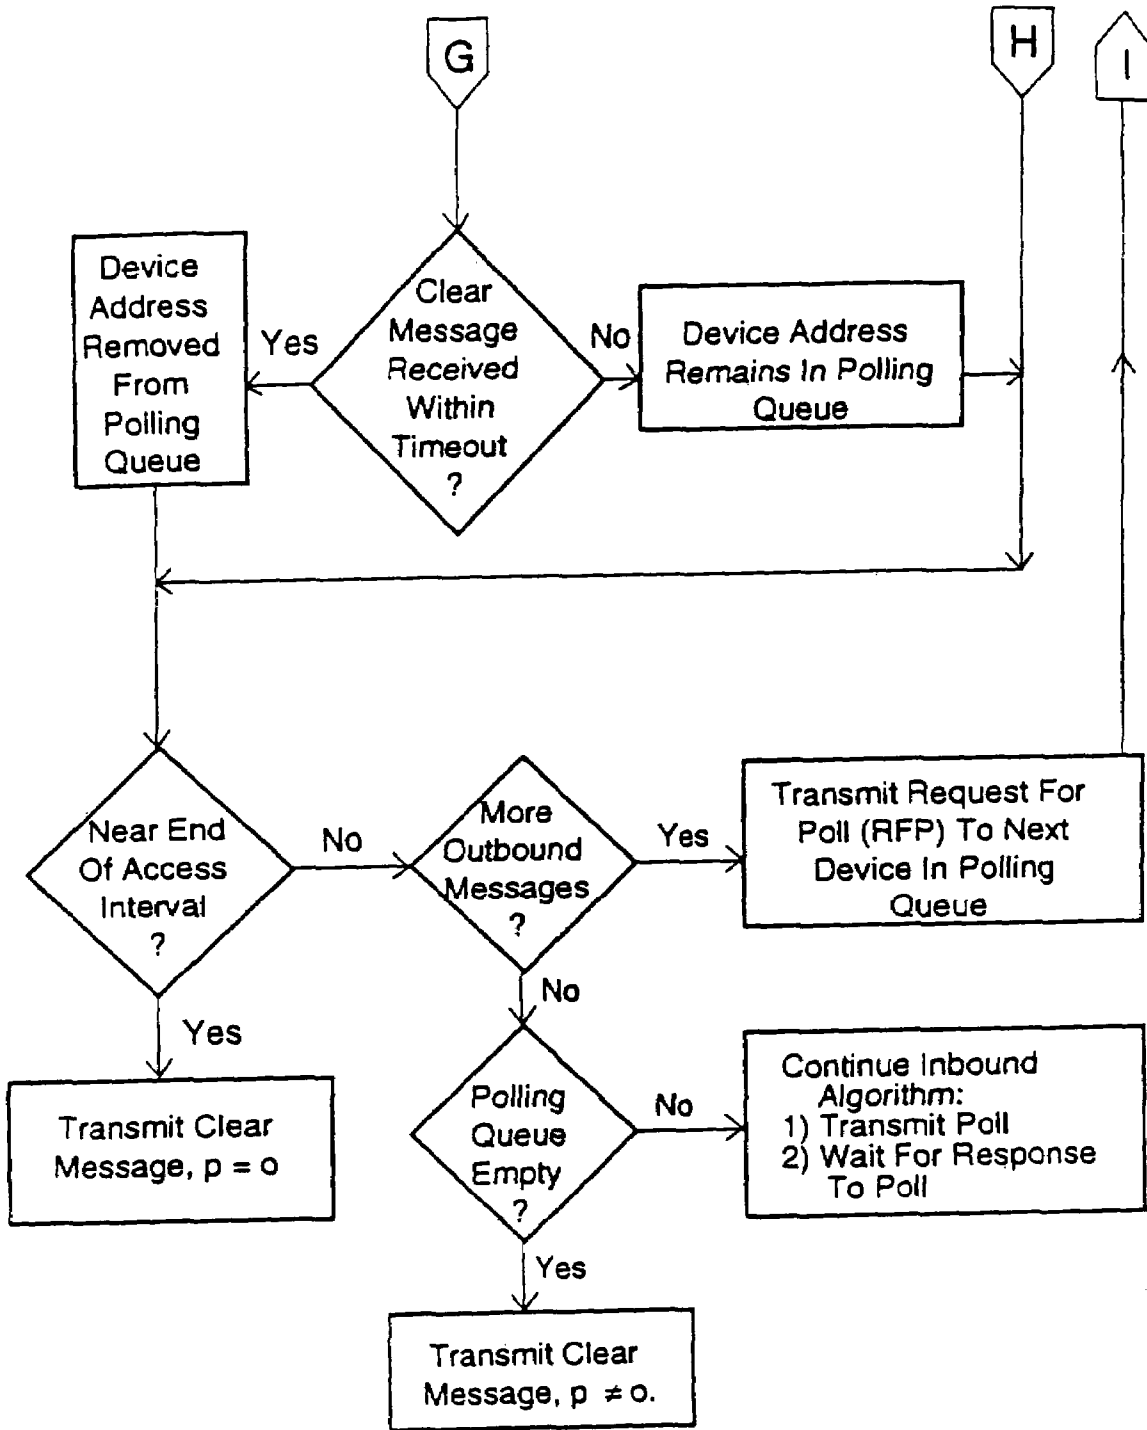 G
H
I
Device
Address
Removed
From
Polling
Queue
Yes
Clear
Message
Received
Within
Timeout
?
No
Device Address
Remains In Polling
Queue
Near End
Of Access
Interval
?
No
More
Outbound
Messages
?
Yes
Transmit Request For
Poll (RFP) To Next
Device In Polling
Queue
Yes
No
Transmit Clear
Message, p = o
Polling
Queue
Empty
?
No
Continue Inbound
Algorithm:
1) Transmit Poll
2) Wait For Response
To Poll
Yes
Transmit Clear
Message, p ≠ o.